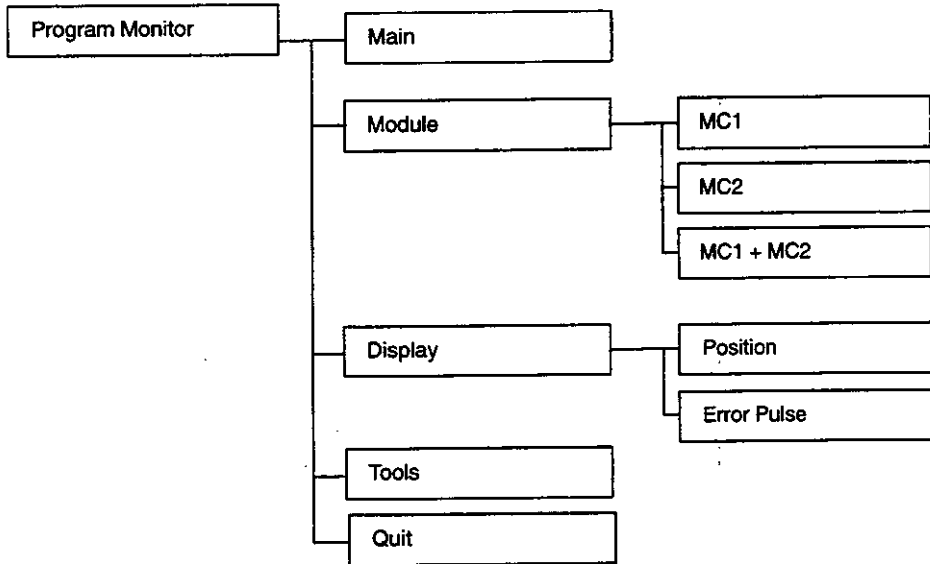 Program Monitor
Main
Module
MC1
MC2
MC1 + MC2
Display
Position
Error Pulse
Tools
Quit